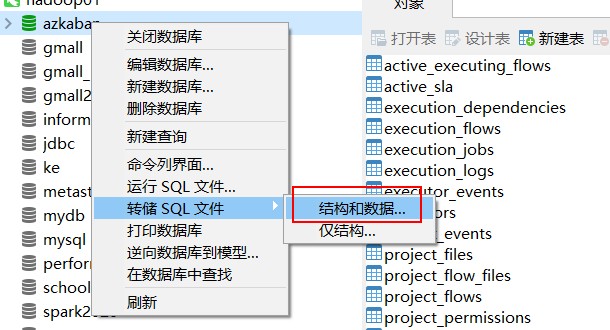 hadoop01
azkaban
gmall
gmall_
gmall2
inform
jdbc
ke
metast
mydb
mysql
perform
school
spark2020
关闭数据库
编辑数据库...
新建数据库...
删除数据库
新建查询
命令列界面...
运行 SQL 文件...
转储 SQL 文件
打印数据库
逆向数据库到模型...
在数据库中查找
刷新
结构和数据...
仅结构...
对象
打开表
设计表
新建表
active_executing_flows
active_sla
execution_dependencies
execution_flows
execution_jobs
execution_logs
executor_events
ors
_events
project_files
project_flow_files
project_flows
project_permissions